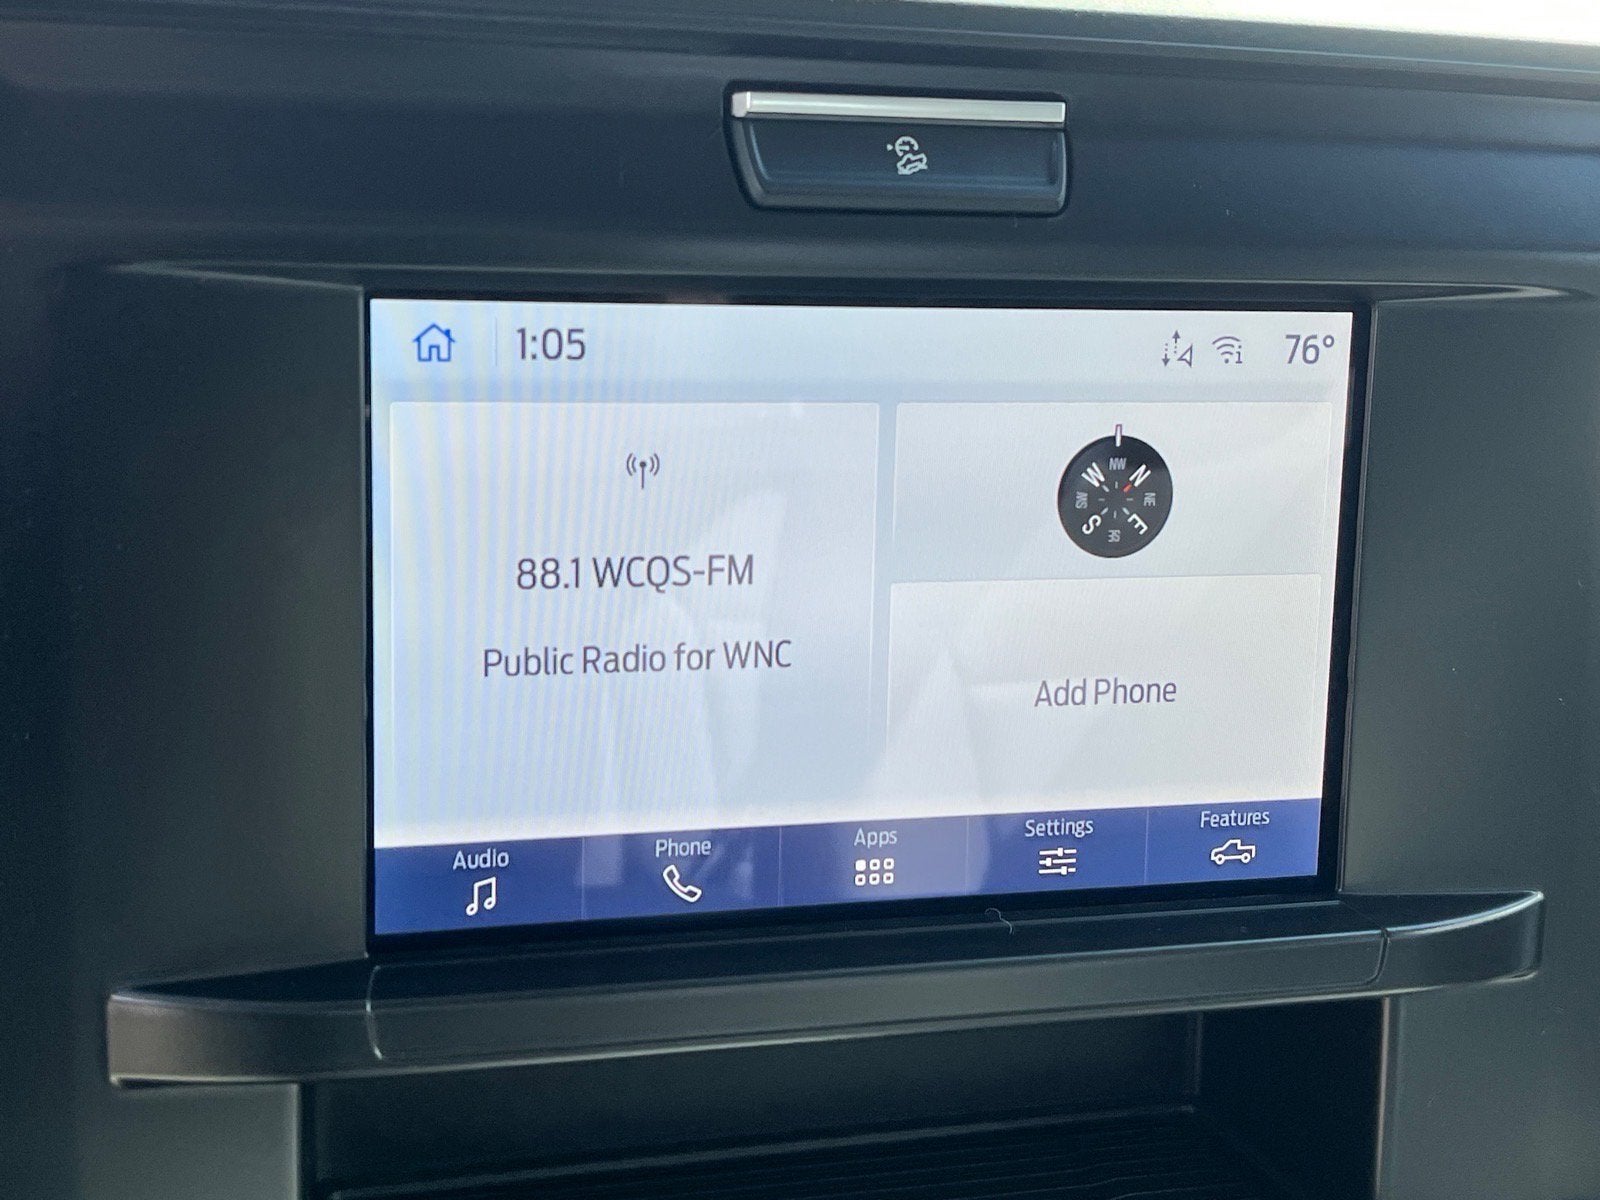 1:05
76°
88.1 WCQS-FM
Public Radio for WNC
NW
W N
SW NE
S E
SE
Add Phone
Audio
Phone
Apps
Settings
Features